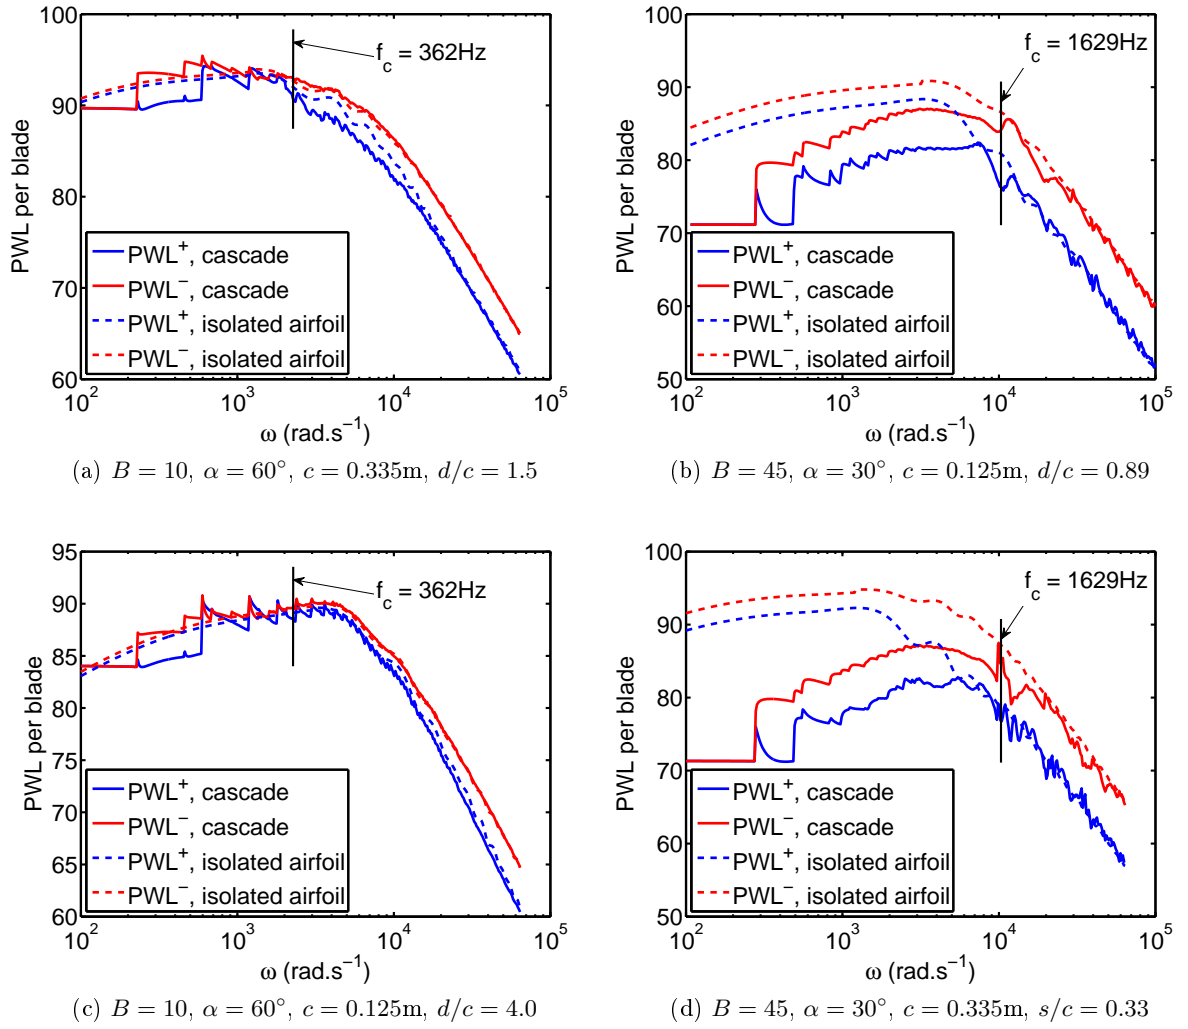 100
90
80
70
60
PWL per blade
f_c = 362Hz
PWL⁺, cascade
PWL⁻, cascade
PWL⁺, isolated airfoil
PWL⁻, isolated airfoil
10² 10³ 10⁴ 10⁵
ω (rad.s⁻¹)
(a) B = 10, α = 60°, c = 0.335m, d/c = 1.5
100
90
80
70
60
50
PWL per blade
f_c = 1629Hz
PWL⁺, cascade
PWL⁻, cascade
PWL⁺, isolated airfoil
PWL⁻, isolated airfoil
10² 10³ 10⁴ 10⁵
ω (rad.s⁻¹)
(b) B = 45, α = 30°, c = 0.125m, d/c = 0.89
95
90
85
80
75
70
65
60
PWL per blade
f_c = 362Hz
PWL⁺, cascade
PWL⁻, cascade
PWL⁺, isolated airfoil
PWL⁻, isolated airfoil
10² 10³ 10⁴ 10⁵
ω (rad.s⁻¹)
(c) B = 10, α = 60°, c = 0.125m, d/c = 4.0
100
90
80
70
60
50
PWL per blade
f_c = 1629Hz
PWL⁺, cascade
PWL⁻, cascade
PWL⁺, isolated airfoil
PWL⁻, isolated airfoil
10² 10³ 10⁴ 10⁵
ω (rad.s⁻¹)
(d) B = 45, α = 30°, c = 0.335m, s/c = 0.33